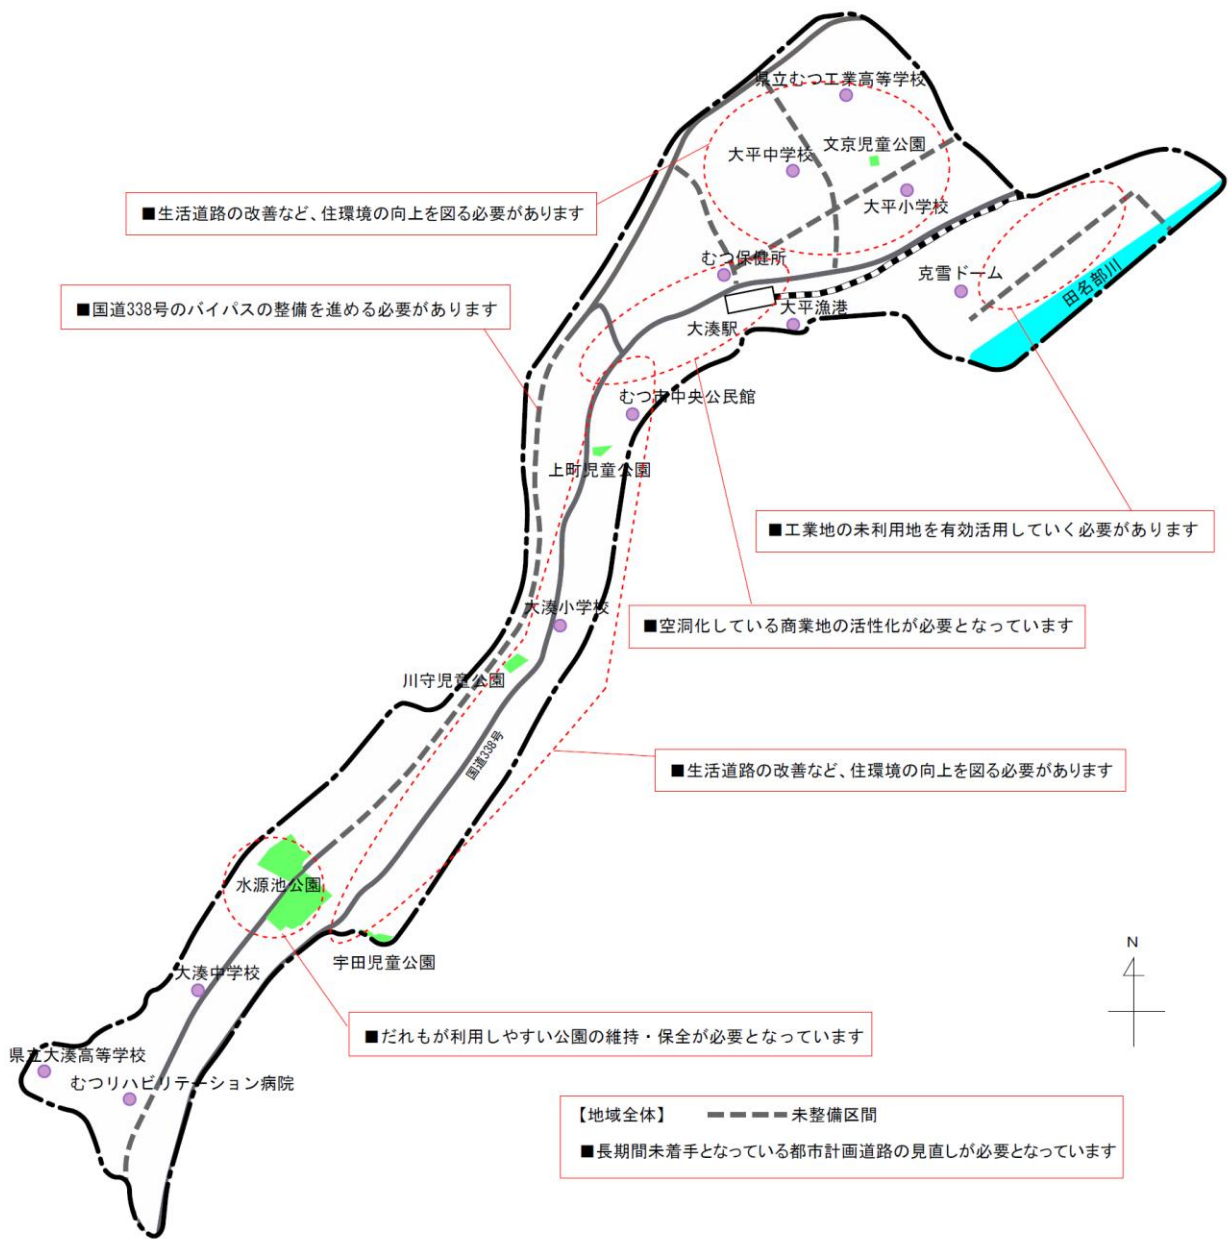 県立むつ工業高等学校
文京児童公園
大平中学校
大平小学校
■生活道路の改善など、住環境の向上を図る必要があります
むつ保健所
克雪ドーム
田名部川
■国道338号のバイパスの整備を進める必要があります
大平漁港
大湊駅
むつ市中央公民館
上町児童公園
■工業地の未利用地を有効活用していく必要があります
大湊小学校
■空洞化している商業地の活性化が必要となっています
川守児童公園
国道338号
■生活道路の改善など、住環境の向上を図る必要があります
水源池公園
N
宇田児童公園
大湊中学校
■だれもが利用しやすい公園の維持・保全が必要となっています
県立大湊高等学校
むつリハビリテーション病院
【地域全体】 未整備区間
■長期間未着手となっている都市計画道路の見直しが必要となっています